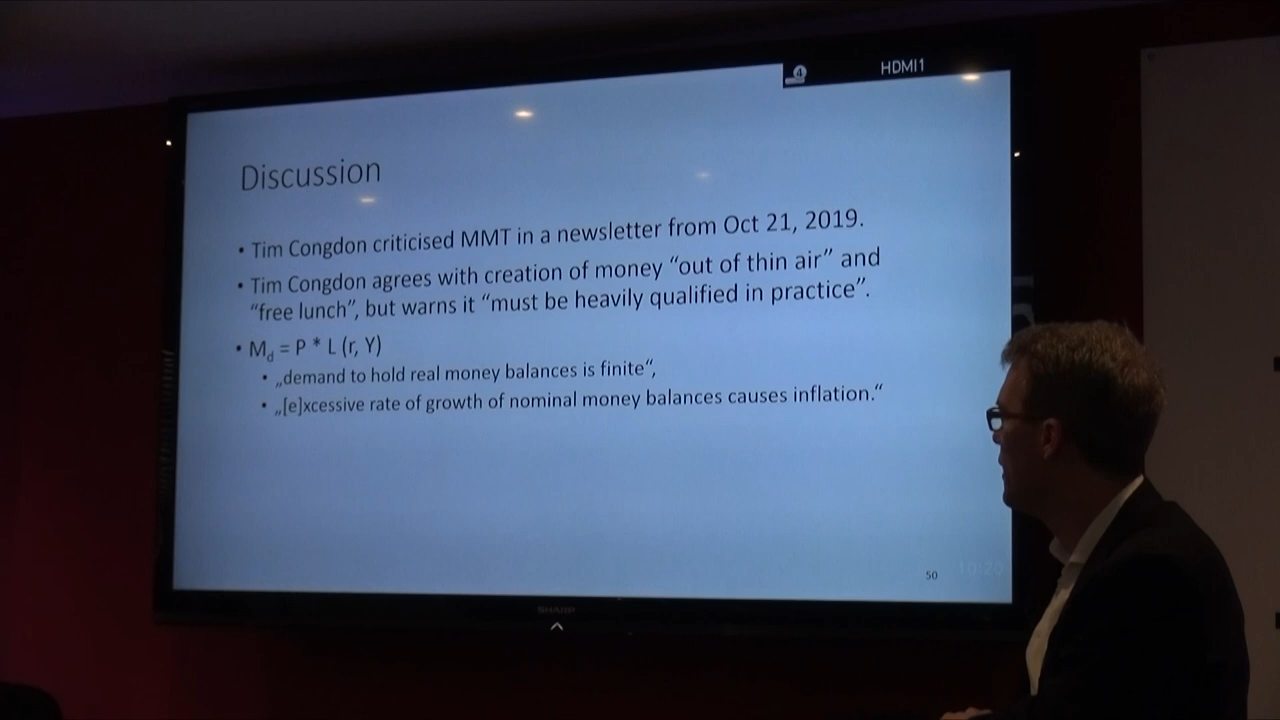 4
HDMI1
Discussion
• Tim Congdon criticised MMT in a newsletter from Oct 21, 2019.
• Tim Congdon agrees with creation of money “out of thin air” and
“free lunch”, but warns it “must be heavily qualified in practice”.
• Md = P * L (r, Y)
• „demand to hold real money balances is finite“,
• „[e]xcessive rate of growth of nominal money balances causes inflation.“
50
SHARP